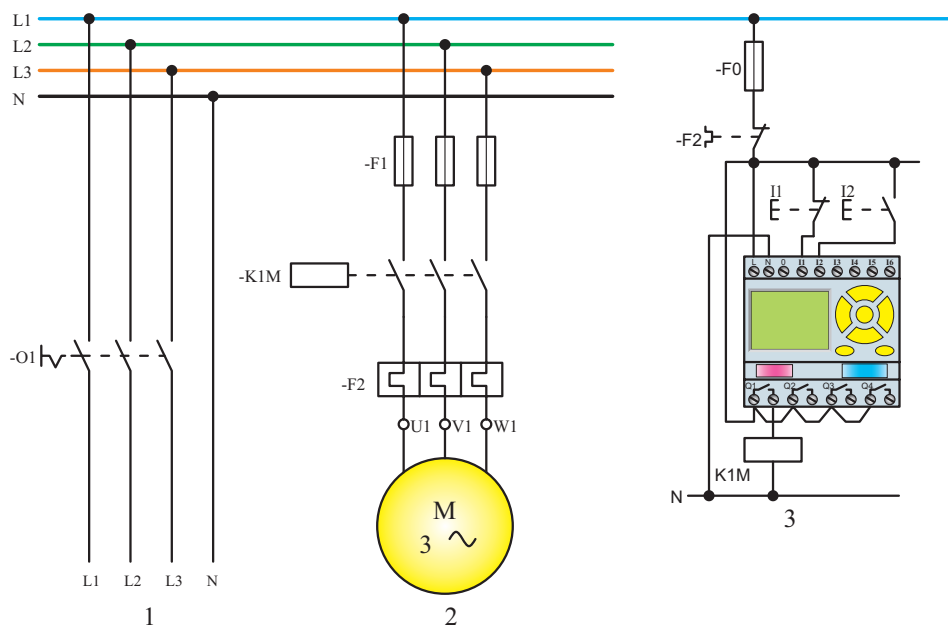 L1
L2
L3
N
-O1
L1 L2 L3 N
1
-F1
-K1M
-F2
U1 V1 W1
M
3
2
-F0
-F2
I1 I2
L N 0 I1 I2 I3 I4 I5 I6
Q1 Q2 Q3 Q4
K1M
N
3